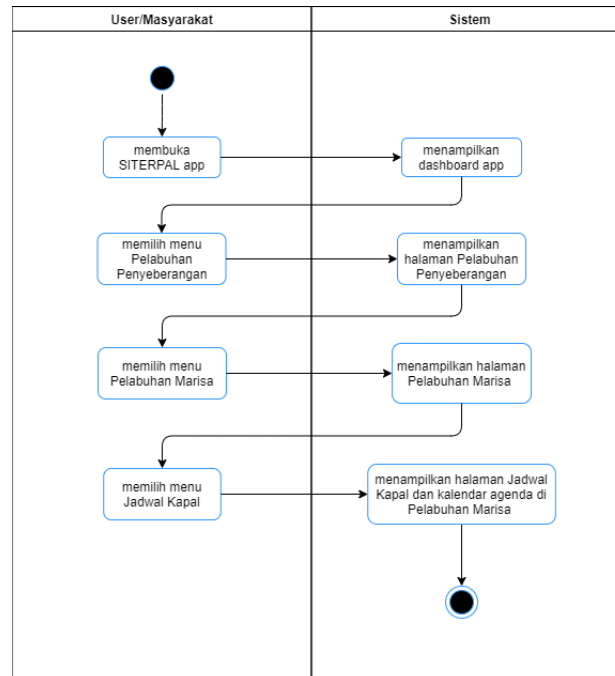 User/Masyarakat
Sistem
membuka
SITERPAL app
menampilkan
dashboard app
memilih menu
Pelabuhan
Penyeberangan
menampilkan
halaman Pelabuhan
Penyeberangan
memilih menu
Pelabuhan Marisa
menampilkan halaman
Pelabuhan Marisa
memilih menu
Jadwal Kapal
menampilkan halaman Jadwal
Kapal dan kalendar agenda di
Pelabuhan Marisa